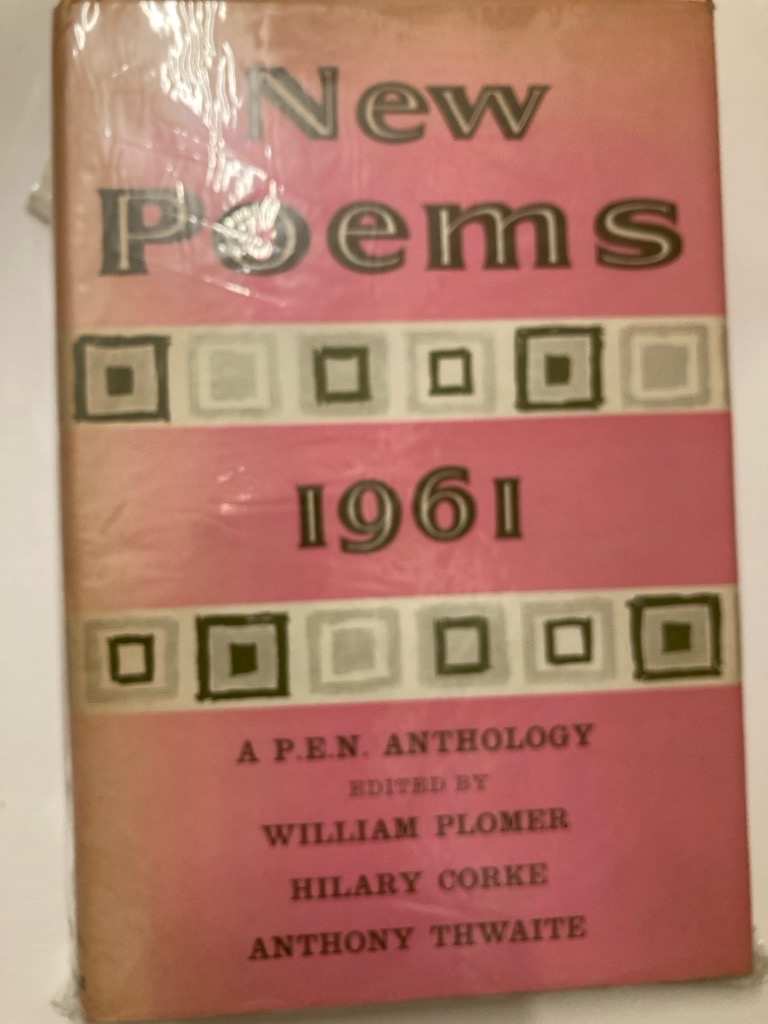 New
Poems
1961
A P.E.N. ANTHOLOGY
EDITED BY
WILLIAM PLOMER
HILARY CORKE
ANTHONY THWAITE